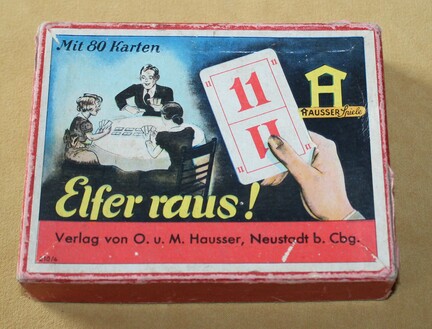 Mit 80 Karten
11
11
HAUSSER Spiele
Elfer raus!
Verlag von O. u. M. Hausser, Neustadt b. Cbg.